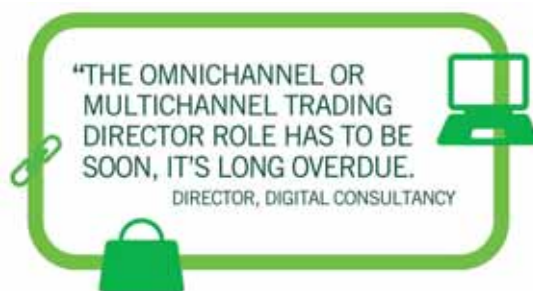 “THE OMNICHANNEL OR
MULTICHANNEL TRADING
DIRECTOR ROLE HAS TO BE
SOON, IT'S LONG OVERDUE.
DIRECTOR, DIGITAL CONSULTANCY